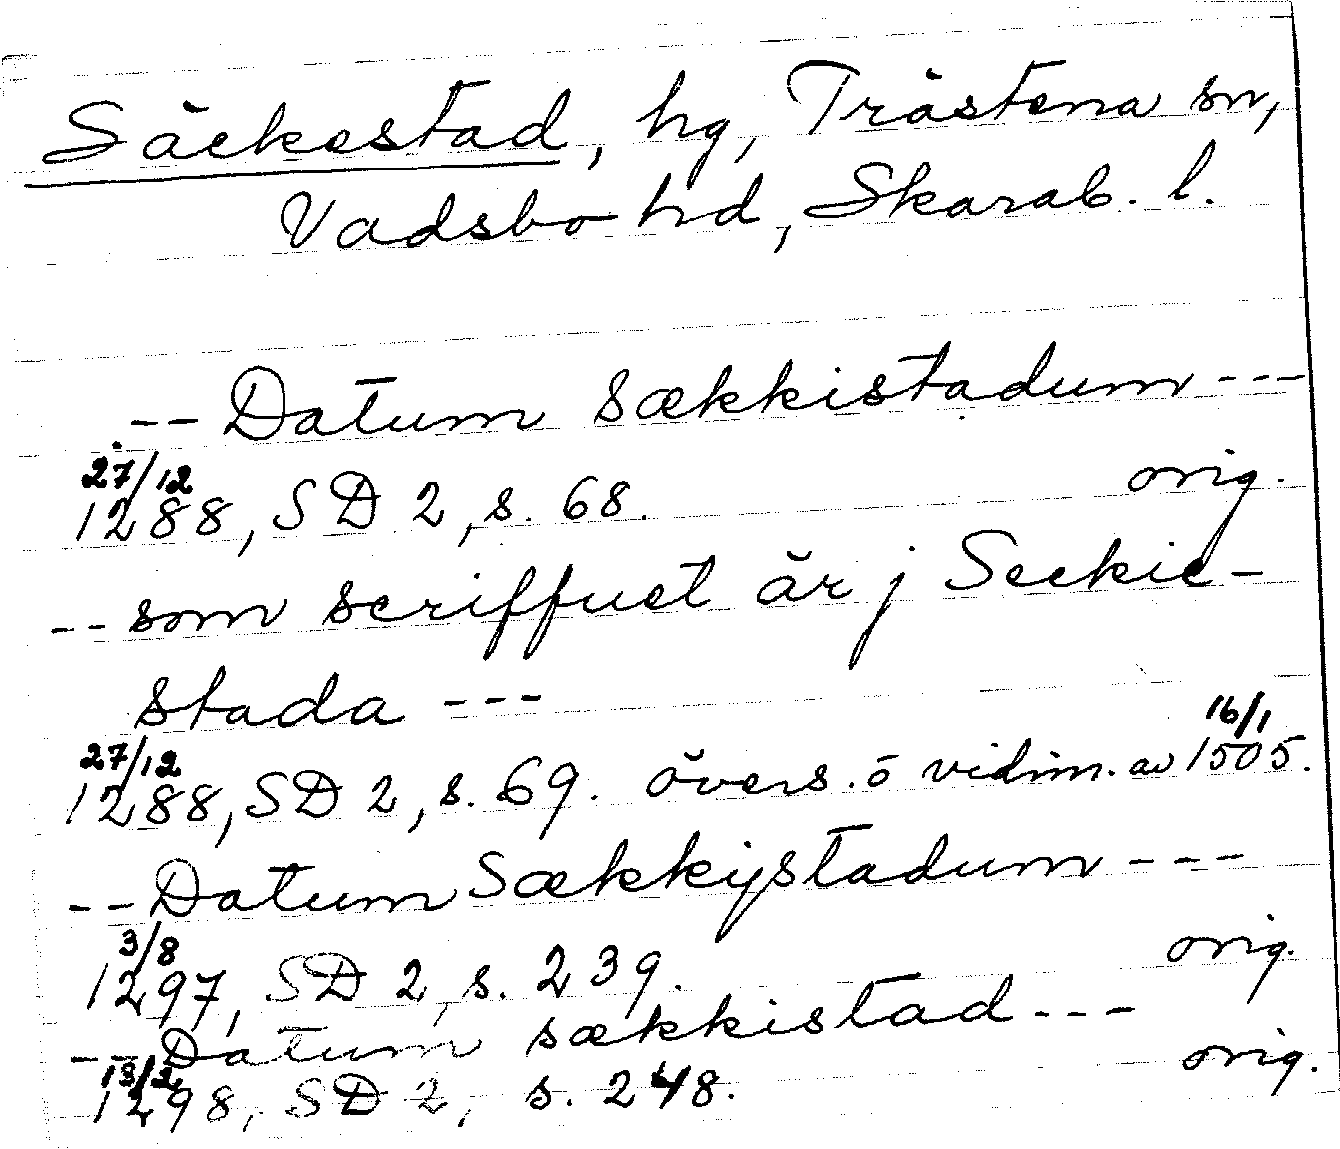 Säckestad, hg, Trästena sn,
Vadsbo hd, Skarab. l.
-- Datum sækkistadum ---
27/12
1288, SD 2, s. 68. orig.
-- som scriffuet är j Seckie-
stada ---
27/12 16/1
1288, SD 2, s. 69. övers. ö vidim. av 1505.
-- Datum Sækkystadum ---
3/8
1297, SD 2, s. 239. orig.
-- Datum sækkistad ---
13/2
1298, SD 2, s. 248. orig.